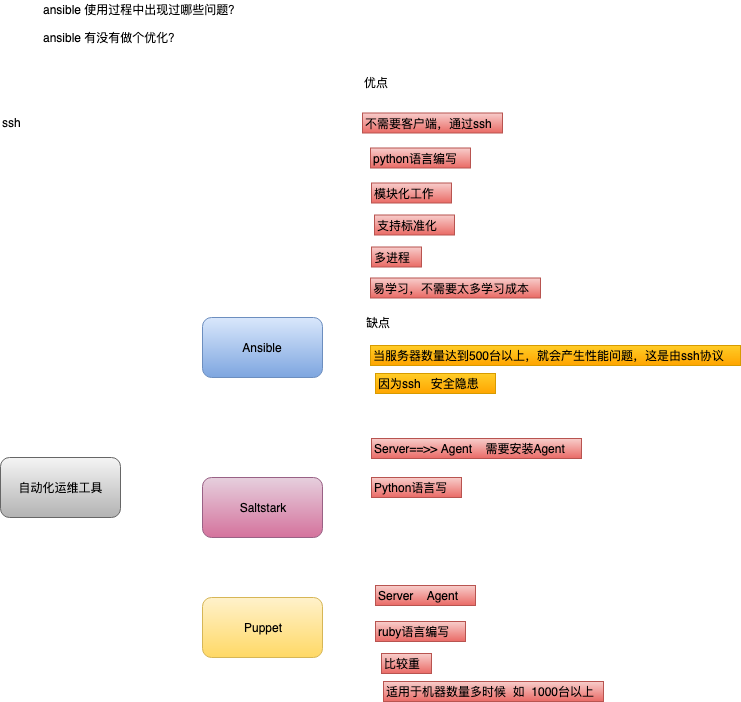 ansible 使用过程中出现过哪些问题？
ansible 有没有做个优化？
优点
ssh
不需要客户端，通过ssh
python语言编写
模块化工作
支持标准化
多进程
易学习，不需要太多学习成本
缺点
Ansible
当服务器数量达到500台以上，就会产生性能问题，这是由ssh协议
因为ssh 安全隐患
Server==>> Agent 需要安装Agent
自动化运维工具
Python语言写
Saltstark
Server Agent
Puppet
ruby语言编写
比较重
适用于机器数量多时候 如 1000台以上